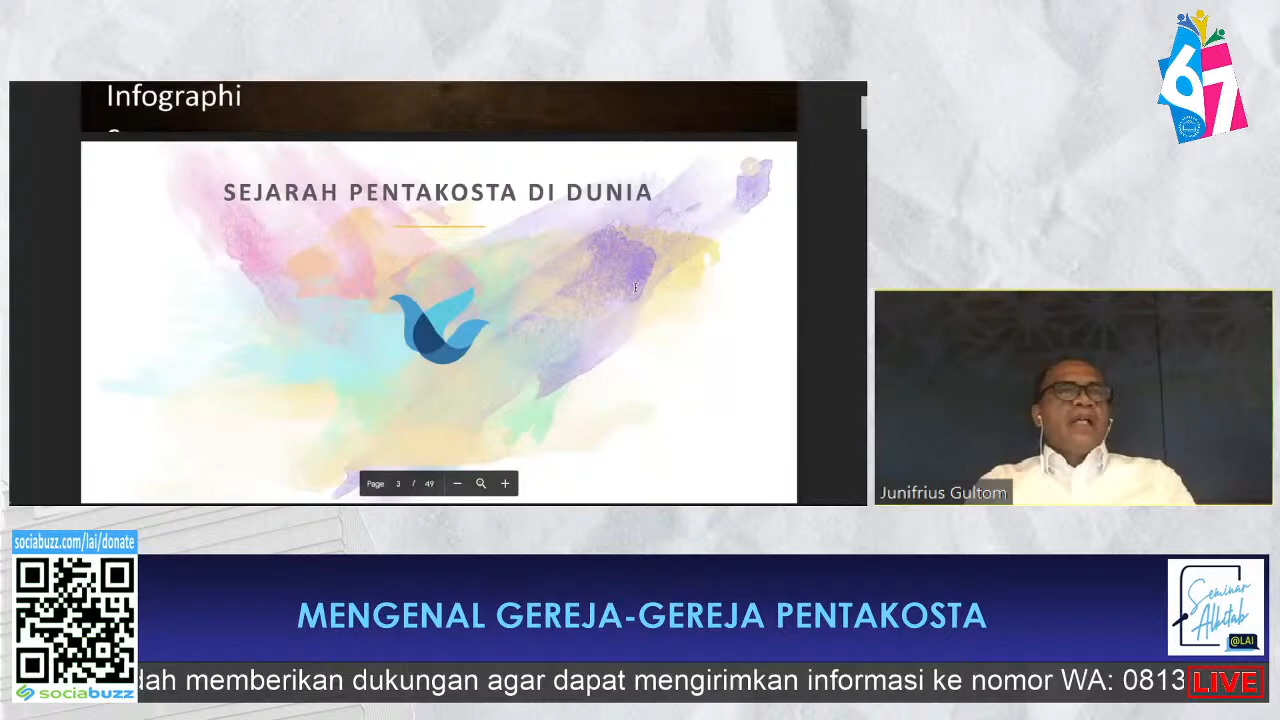 67
Infographi
SEJARAH PENTAKOSTA DI DUNIA
Page 3 / 49
Junifrius Gultom
sociabuzz.com/lai/donate
MENGENAL GEREJA-GEREJA PENTAKOSTA
Seminar
Alkitab
@LAI
sociabuzz
dah memberikan dukungan agar dapat mengirimkan informasi ke nomor WA: 0813
LIVE